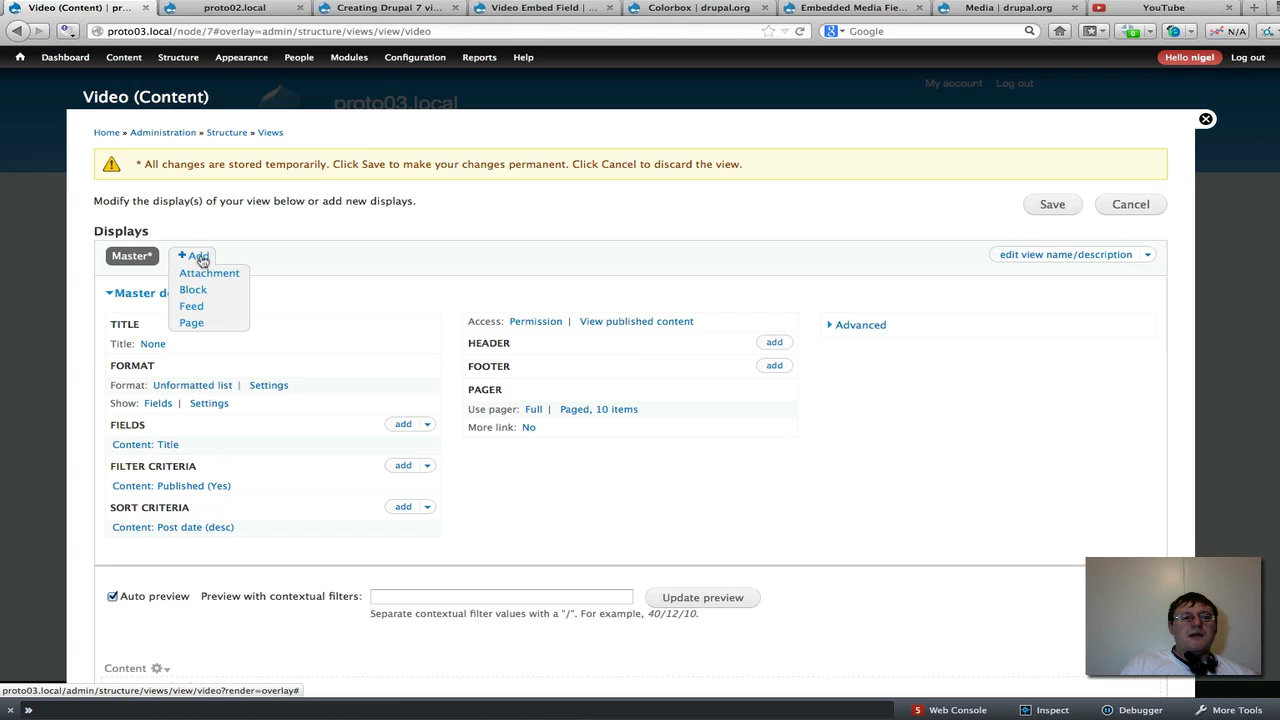 Video (Content) | pr...
proto02.local
Creating Drupal 7 vi...
Video Embed Field | ...
Colorbox | drupal.org
Embedded Media Fie...
Media | drupal.org
YouTube
proto03.local/node/7#overlay=admin/structure/views/view/video
Google
N/A
Dashboard Content Structure Appearance People Modules Configuration Reports Help
Hello nigel Log out
My account Log out
Video (Content)
proto03.local
Home » Administration » Structure » Views
* All changes are stored temporarily. Click Save to make your changes permanent. Click Cancel to discard the view.
Modify the display(s) of your view below or add new displays.
Save Cancel
Displays
Master* Add edit view name/description
Attachment
Block
Feed
Page
Master d
TITLE
Title: None
FORMAT
Format: Unformatted list | Settings
Show: Fields | Settings
FIELDS add
Content: Title
FILTER CRITERIA add
Content: Published (Yes)
SORT CRITERIA add
Content: Post date (desc)
Access: Permission | View published content
HEADER add
FOOTER add
PAGER
Use pager: Full | Paged, 10 items
More link: No
Advanced
Auto preview Preview with contextual filters: Update preview
Separate contextual filter values with a "/". For example, 40/12/10.
Content
proto03.local/admin/structure/views/view/video?render=overlay#
5 Web Console Inspect Debugger More Tools